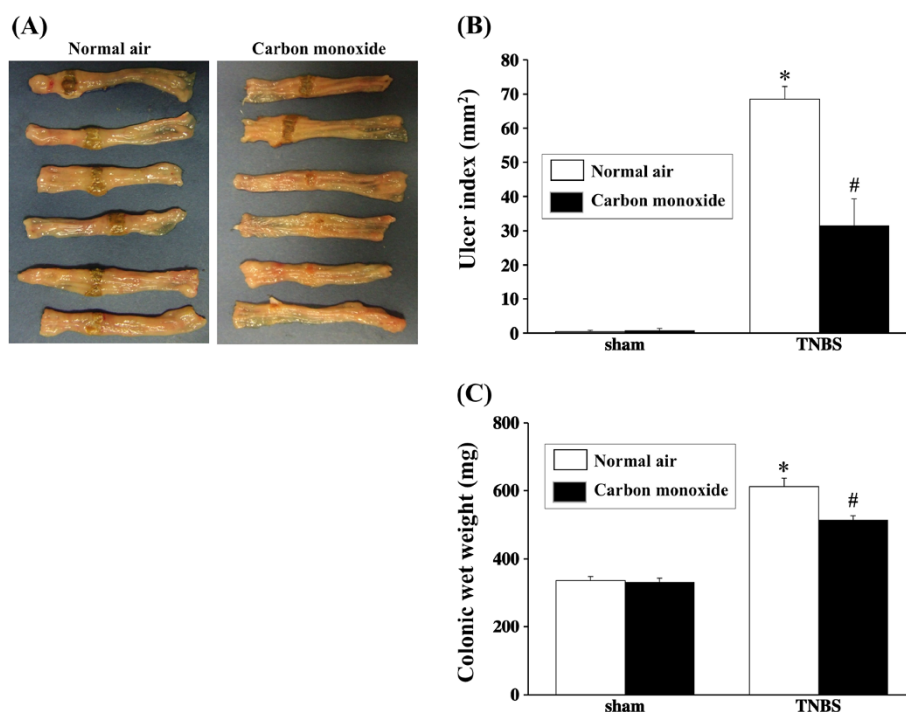 (A)
Normal air
Carbon monoxide
(B)
Ulcer index (mm²)
80
70
60
50
40
30
20
10
0
Normal air
Carbon monoxide
*
#
sham
TNBS
(C)
Colonic wet weight (mg)
800
600
400
200
0
Normal air
Carbon monoxide
*
#
sham
TNBS